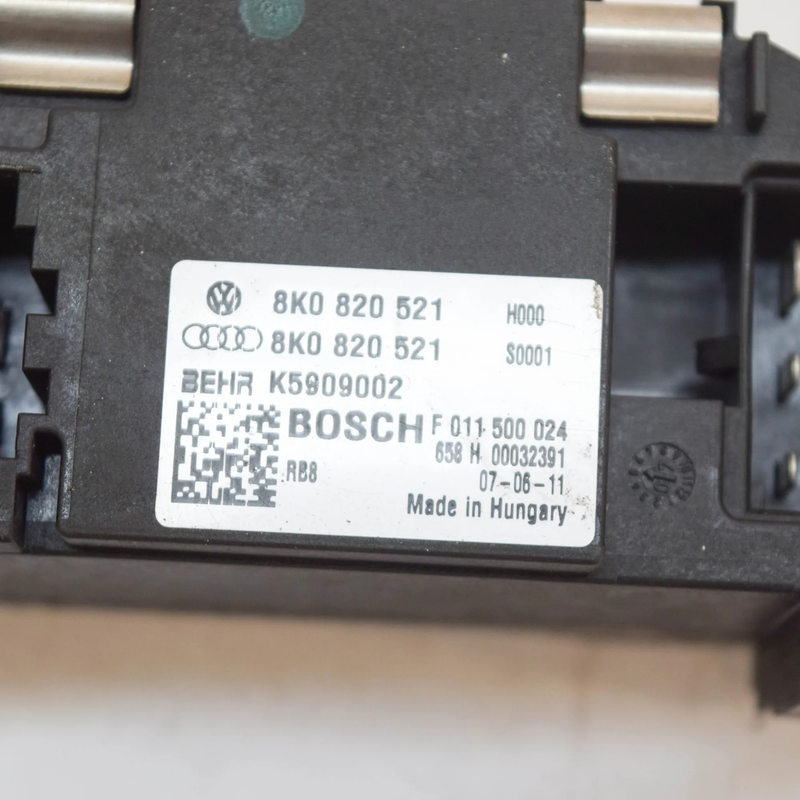 8K0 820 521 H000
8K0 820 521 S0001
BEHR K5909002
BOSCH F 011 500 024
658 H 00032391
RB8
07-06-11
Made in Hungary